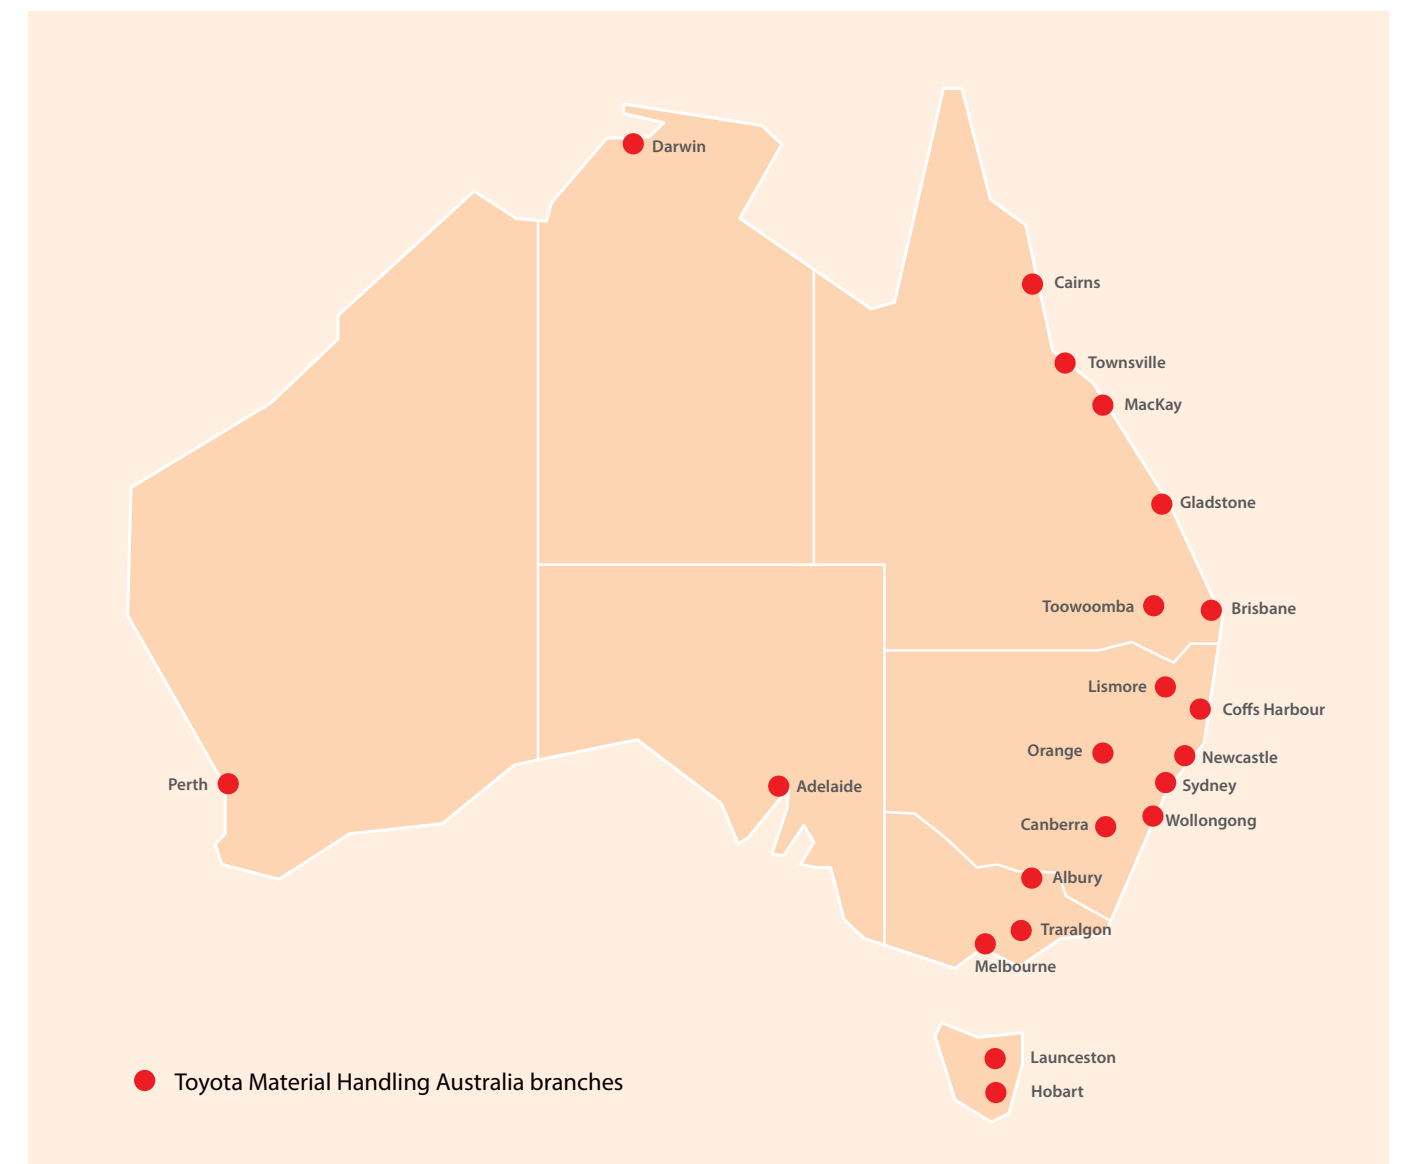 Darwin
Cairns
Townsville
MacKay
Gladstone
Toowoomba
Brisbane
Lismore
Coffs Harbour
Orange
Newcastle
Perth
Adelaide
Sydney
Canberra
Wollongong
Albury
Traralgon
Melbourne
Launceston
Toyota Material Handling Australia branches
Hobart